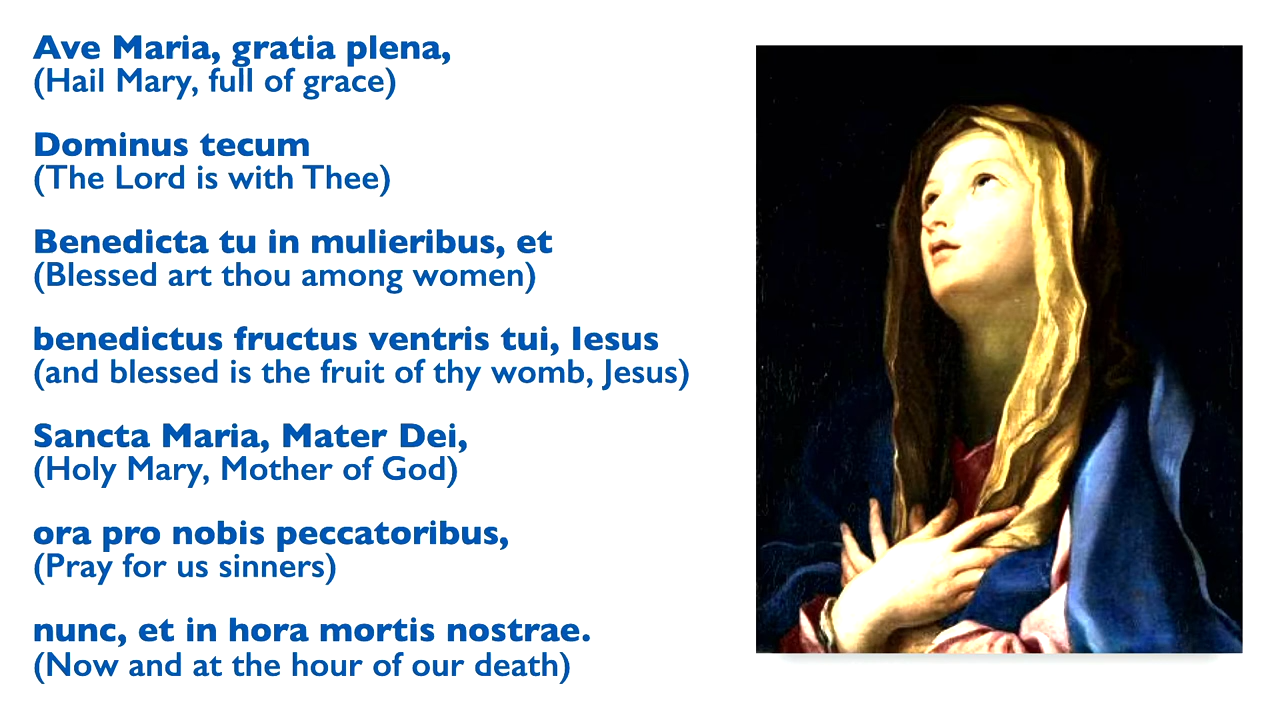 Ave Maria, gratia plena,
(Hail Mary, full of grace)
Dominus tecum
(The Lord is with Thee)
Benedicta tu in mulieribus, et
(Blessed art thou among women)
benedictus fructus ventris tui, Iesus
(and blessed is the fruit of thy womb, Jesus)
Sancta Maria, Mater Dei,
(Holy Mary, Mother of God)
ora pro nobis peccatoribus,
(Pray for us sinners)
nunc, et in hora mortis nostrae.
(Now and at the hour of our death)